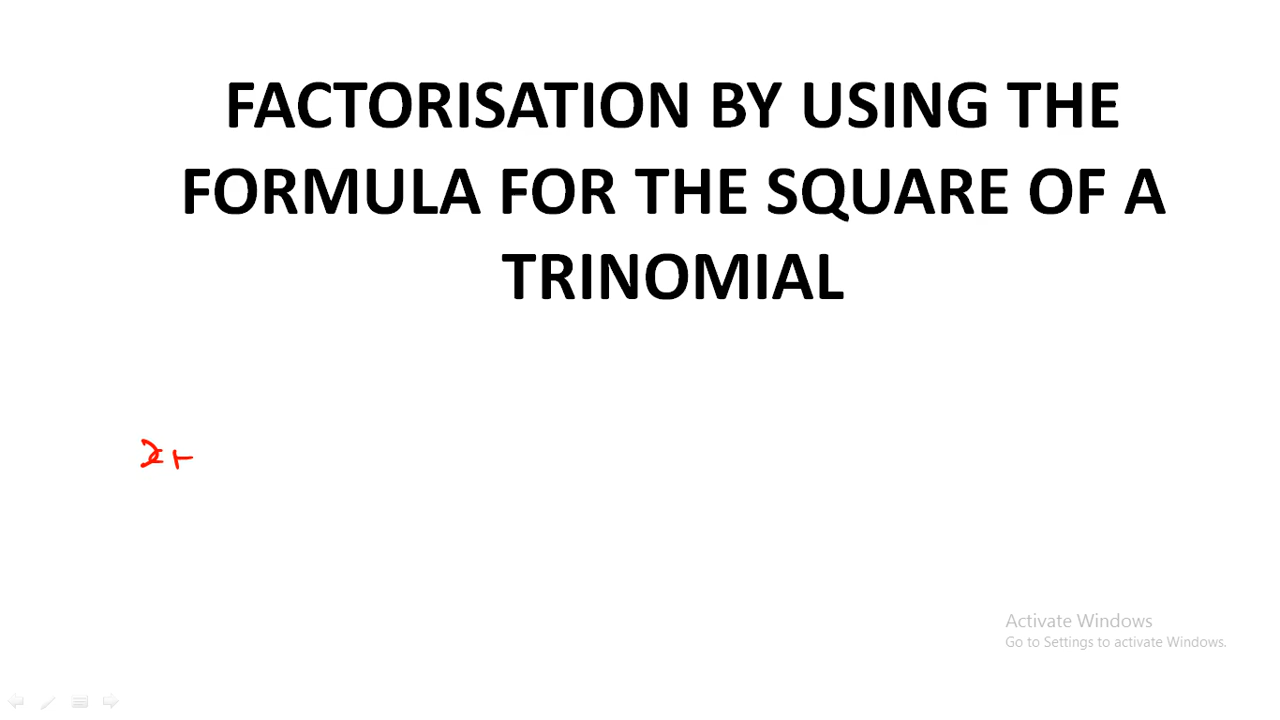 FACTORISATION BY USING THE
FORMULA FOR THE SQUARE OF A
TRINOMIAL
x+
Activate Windows
Go to Settings to activate Windows.